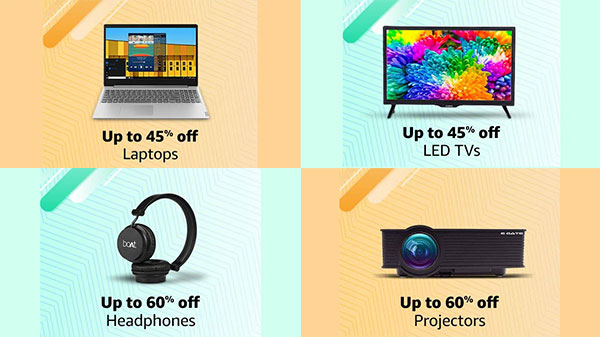 Up to 45% off
Laptops
Up to 45% off
LED TVs
boAt
Up to 60% off
Headphones
E GATE
Up to 60% off
Projectors